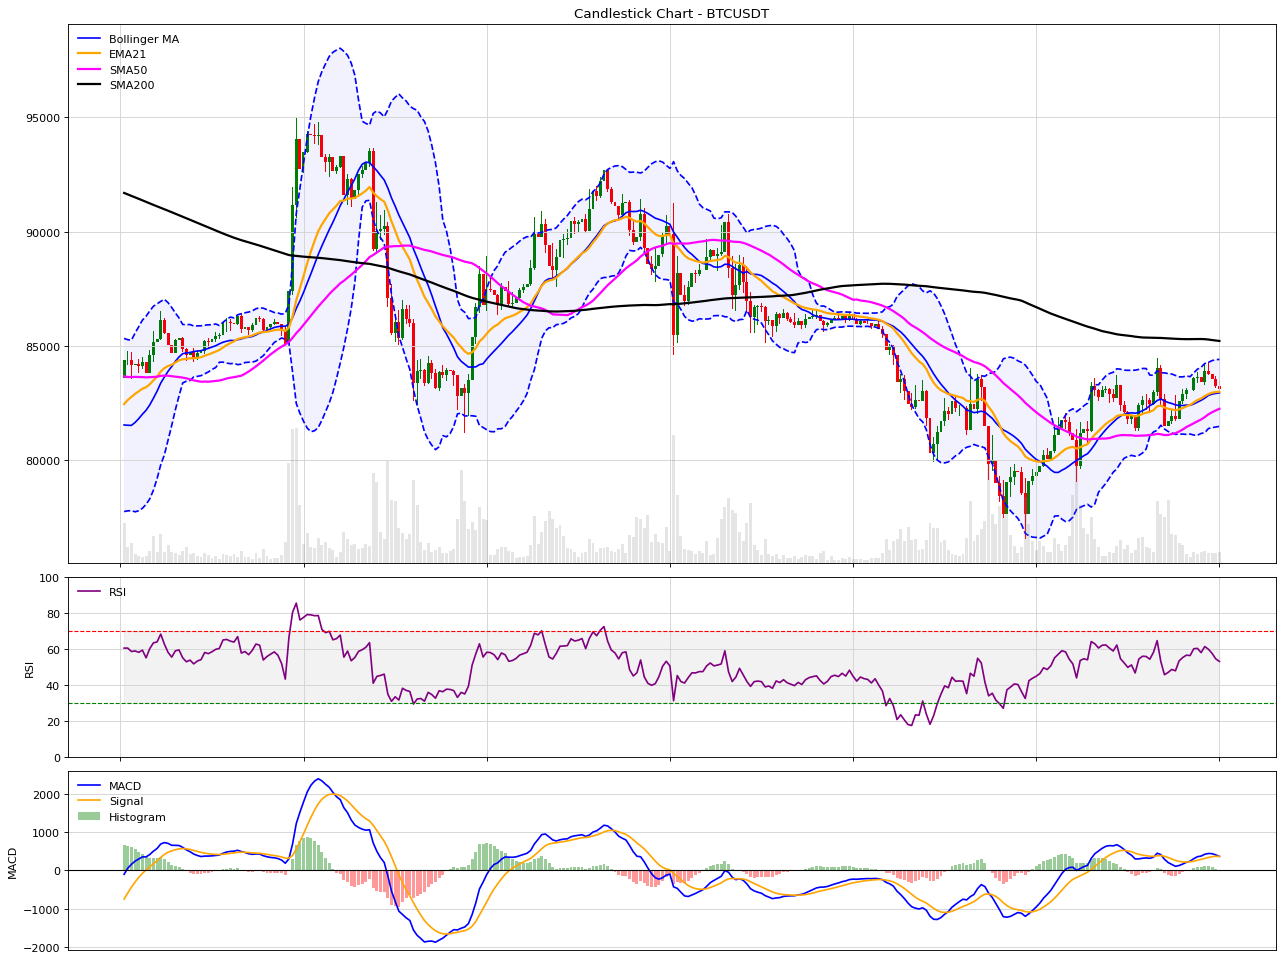 Candlestick Chart - BTCUSDT
Bollinger MA
EMA21
SMA50
SMA200
95000
90000
85000
80000
RSI
100
80
60
40
20
0
RSI
MACD
Signal
Histogram
2000
1000
0
−1000
−2000
MACD